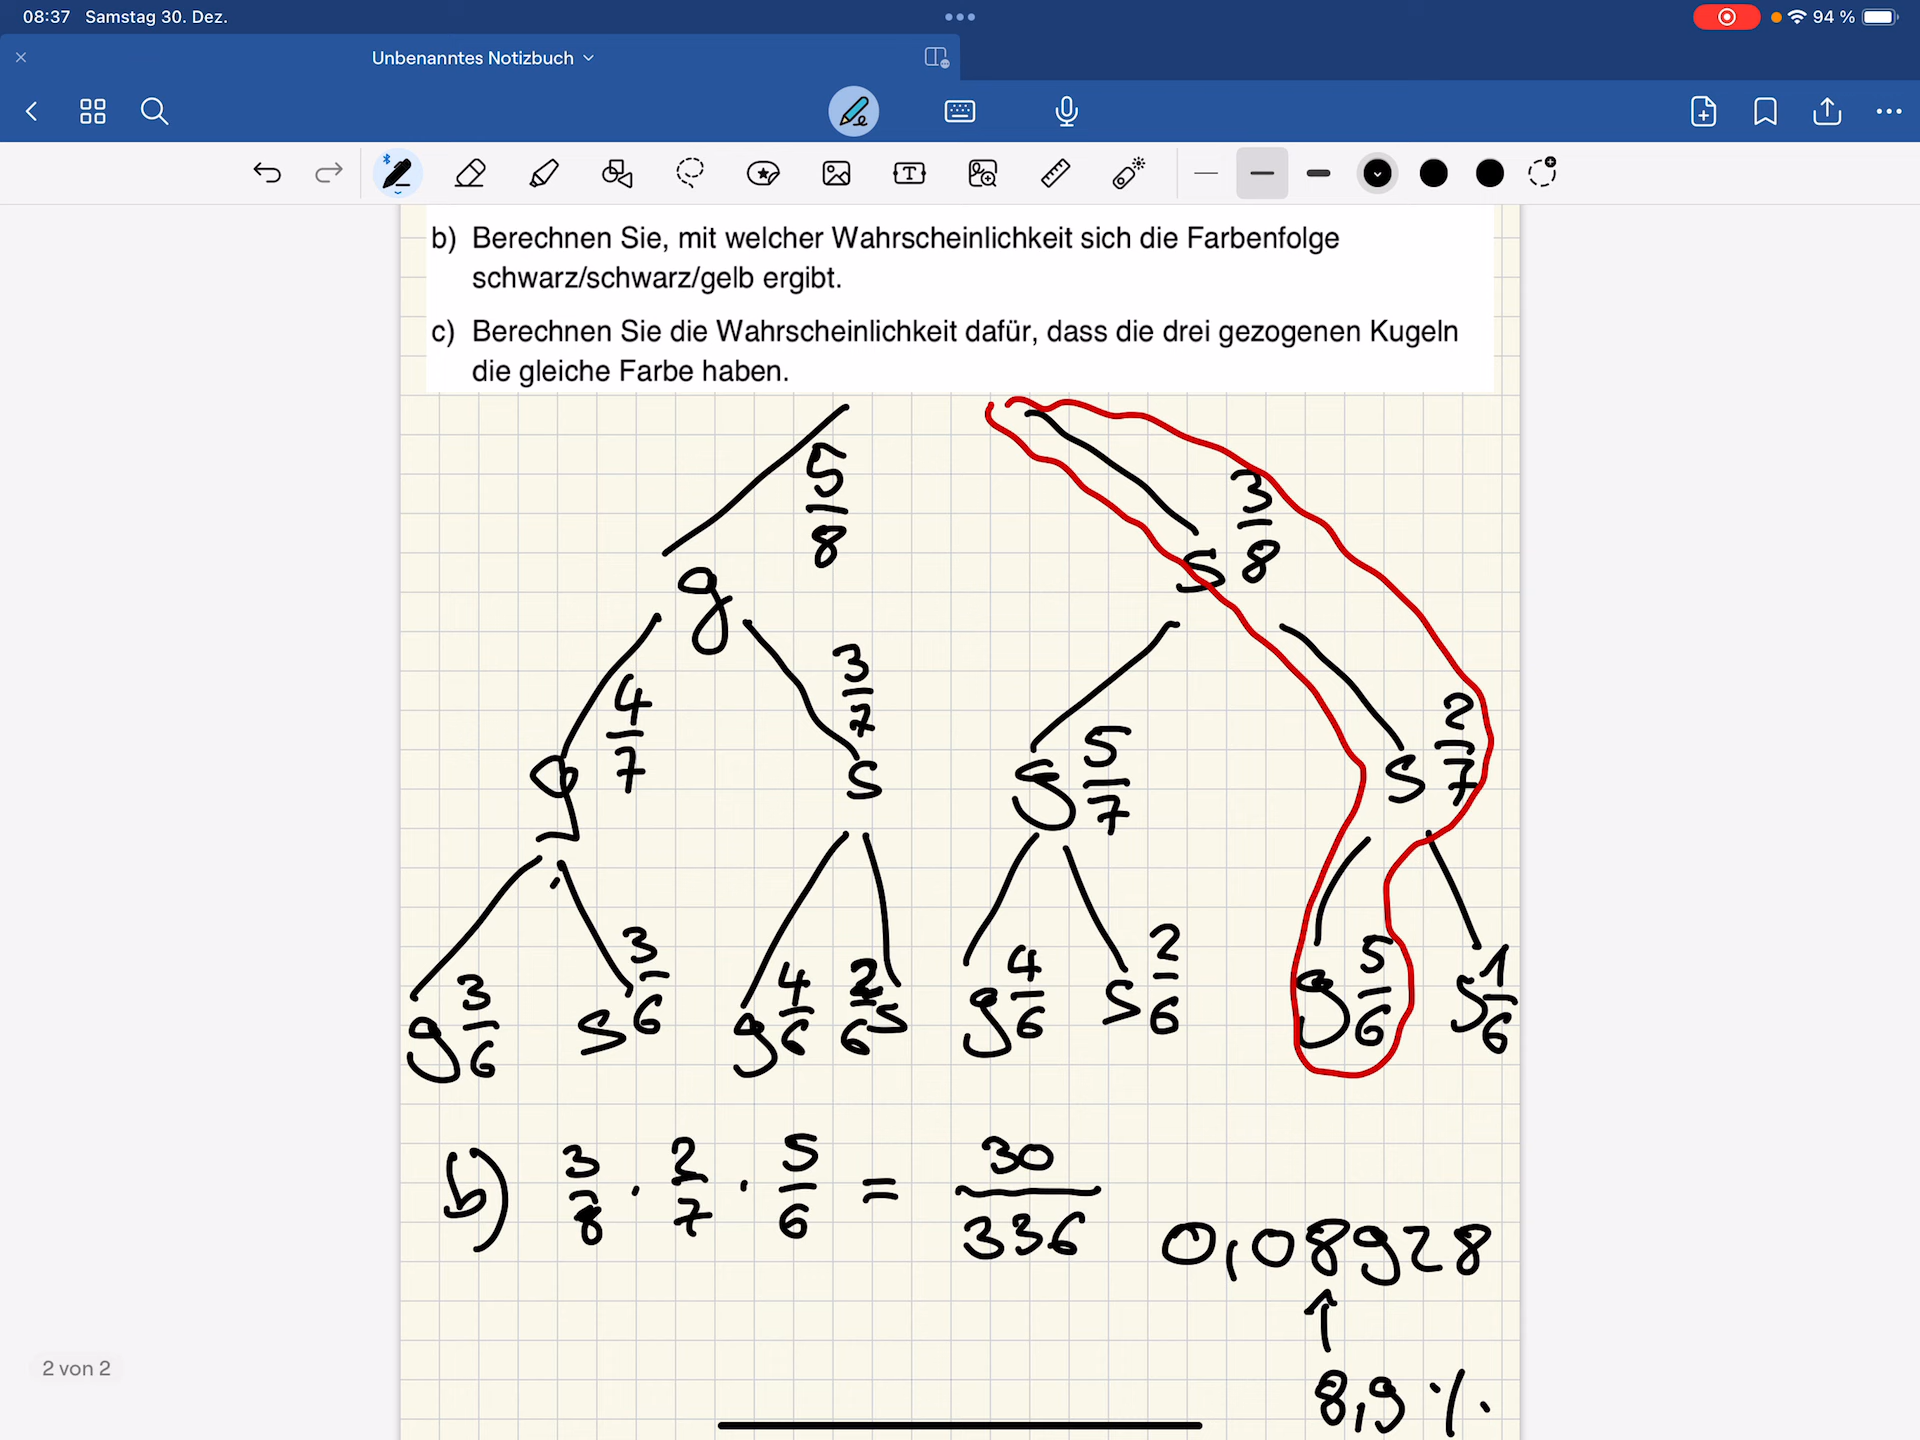 08:37 Samstag 30. Dez.
94 %
Unbenanntes Notizbuch
b) Berechnen Sie, mit welcher Wahrscheinlichkeit sich die Farbenfolge
schwarz/schwarz/gelb ergibt.
c) Berechnen Sie die Wahrscheinlichkeit dafür, dass die drei gezogenen Kugeln
die gleiche Farbe haben.
5/8 3/8
g s
4/7 3/7 5/7 2/7
g s g s
g 3/6 s 3/6 g 4/6 2/6 s g 4/6 s 2/6 g 5/6 s 1/6
b) 3/8 · 2/7 · 5/6 = 30/336
0,08928
↑
8,9 %
2 von 2